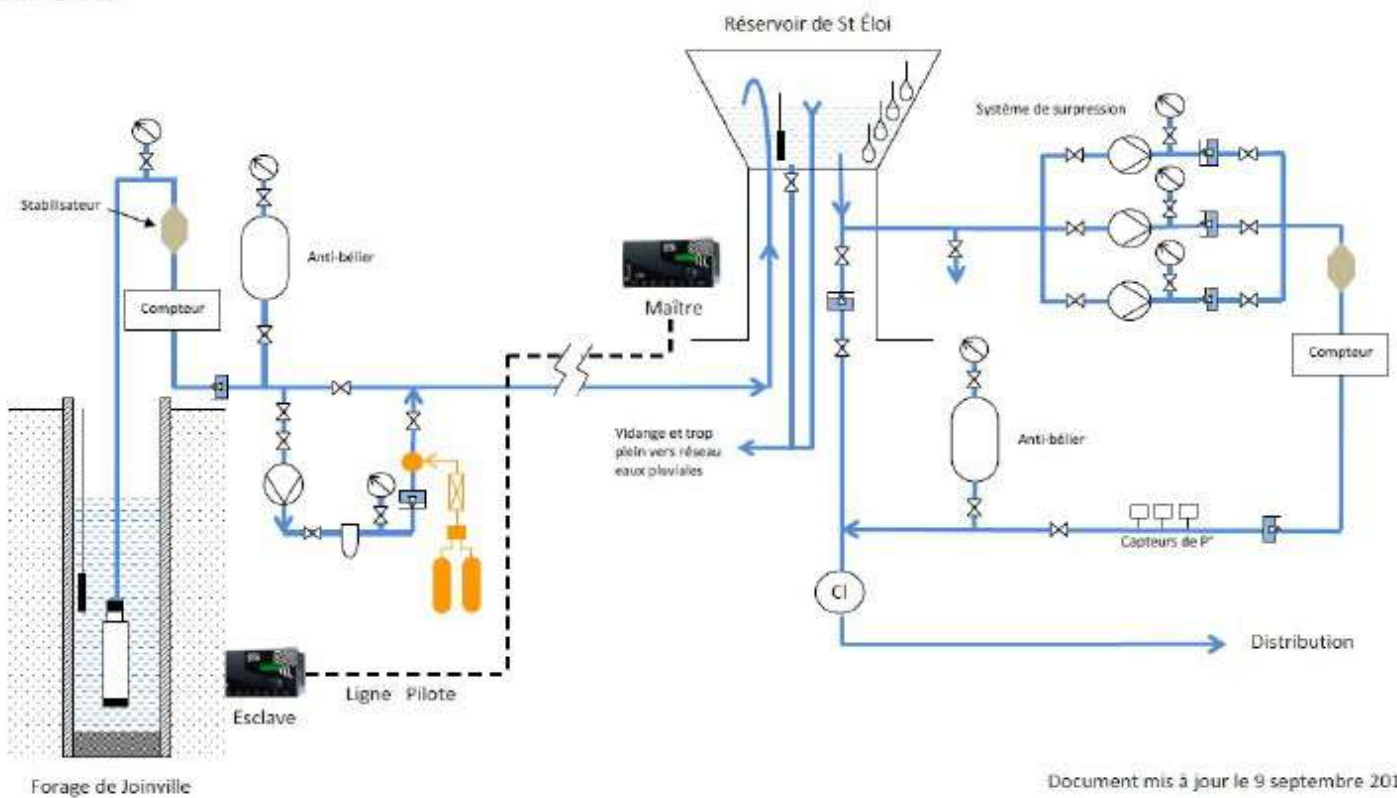 Réservoir de St Éloi
Système de surpression
Stabilisateur
Anti-bélier
Compteur
Maître
Compteur
Vidange et trop
plein vers réseau
eaux pluviales
Anti-bélier
Capteurs de P°
Cl
Distribution
Ligne Pilote
Esclave
Forage de Joinville
Document mis à jour le 9 septembre 201